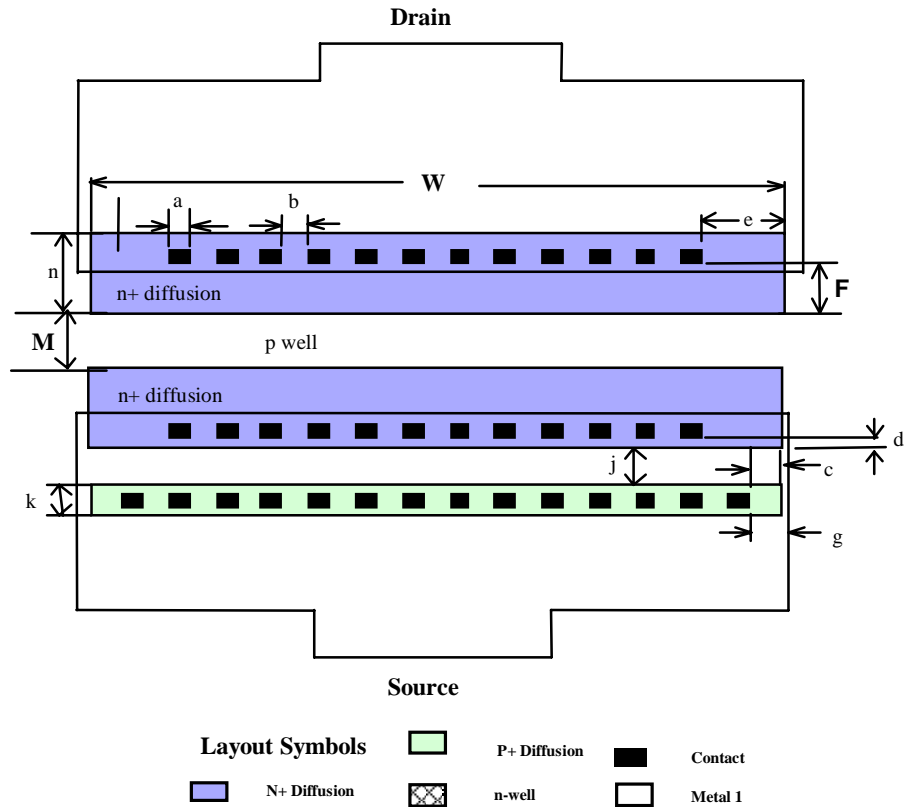 Drain
W
a
b
e
n
n+ diffusion
F
M
p well
n+ diffusion
d
j
c
k
g
Source
Layout Symbols
P+ Diffusion
Contact
N+ Diffusion
n-well
Metal 1